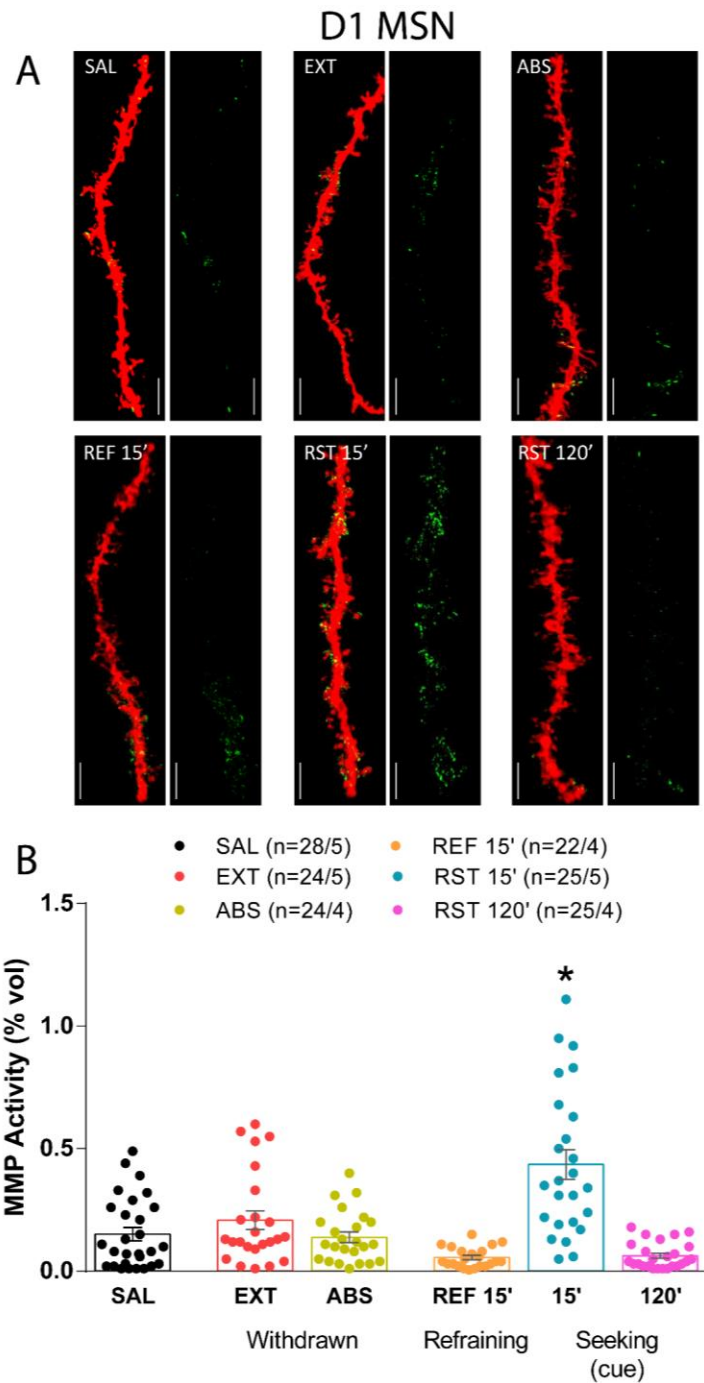 D1 MSN
A
SAL
EXT
ABS
REF 15'
RST 15'
RST 120'
B
SAL (n=28/5)
REF 15' (n=22/4)
EXT (n=24/5)
RST 15' (n=25/5)
ABS (n=24/4)
RST 120' (n=25/4)
MMP Activity (% vol)
1.5
1.0
0.5
0.0
*
SAL
EXT
ABS
REF 15'
15'
120'
Withdrawn
Refraining
Seeking
(cue)